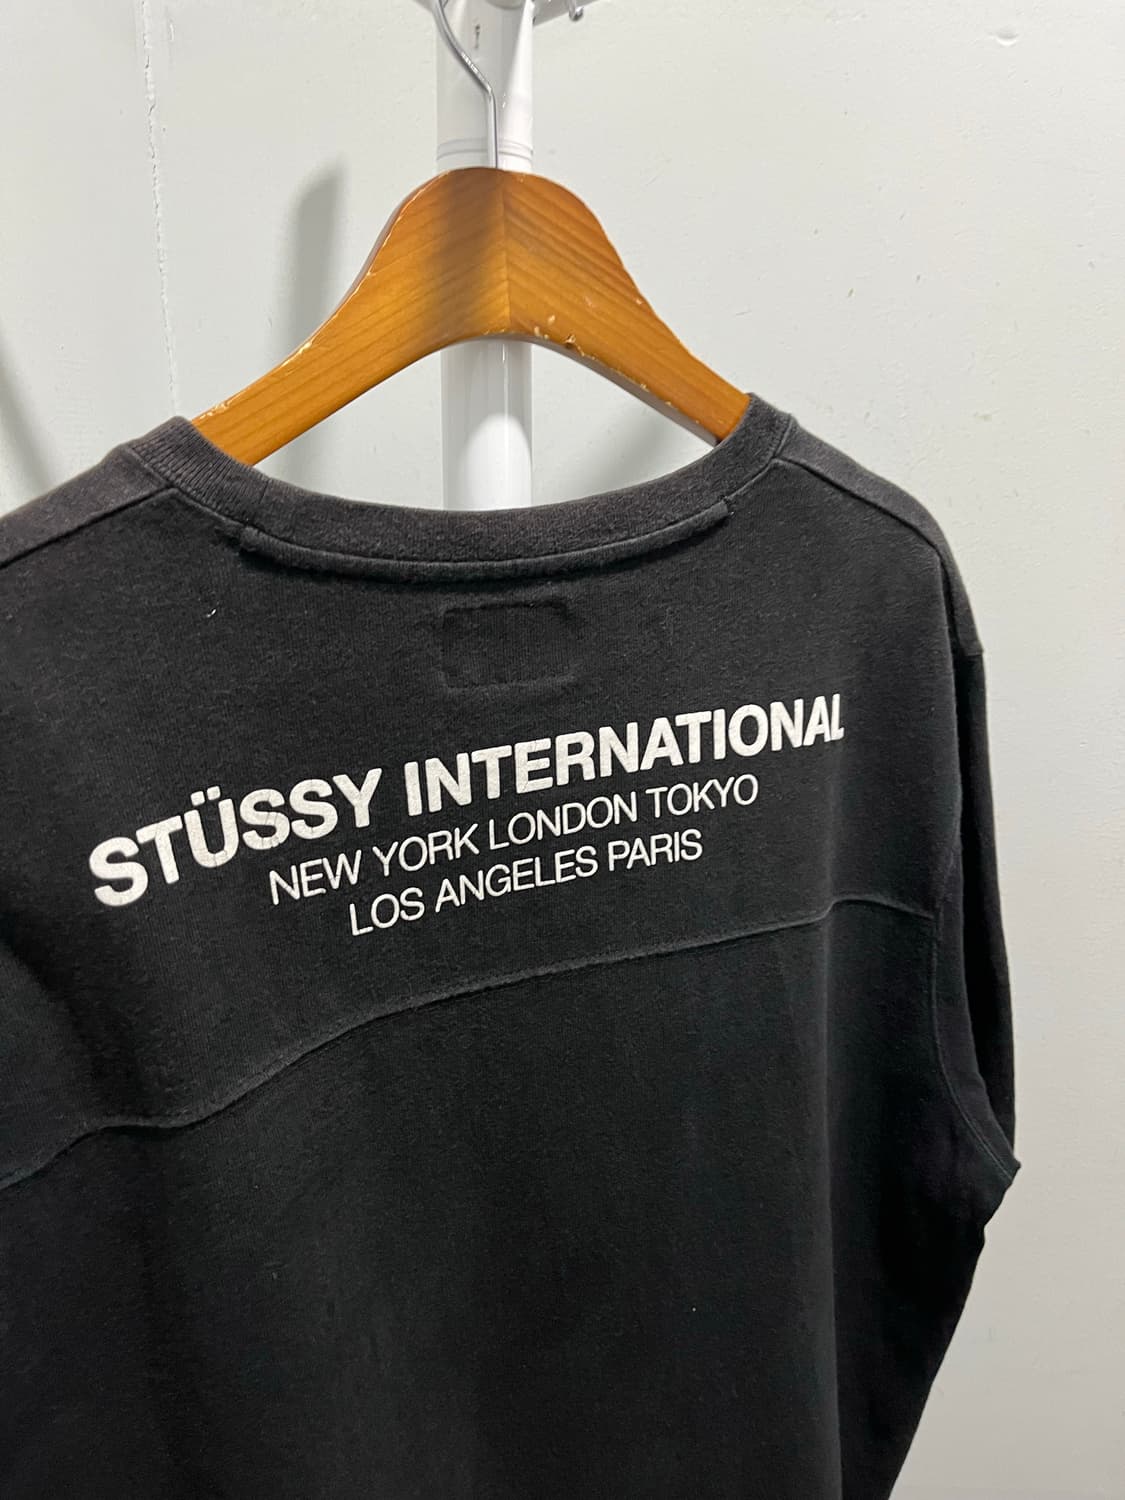 STÜSSY INTERNATIONAL
NEW YORK LONDON TOKYO
LOS ANGELES PARIS